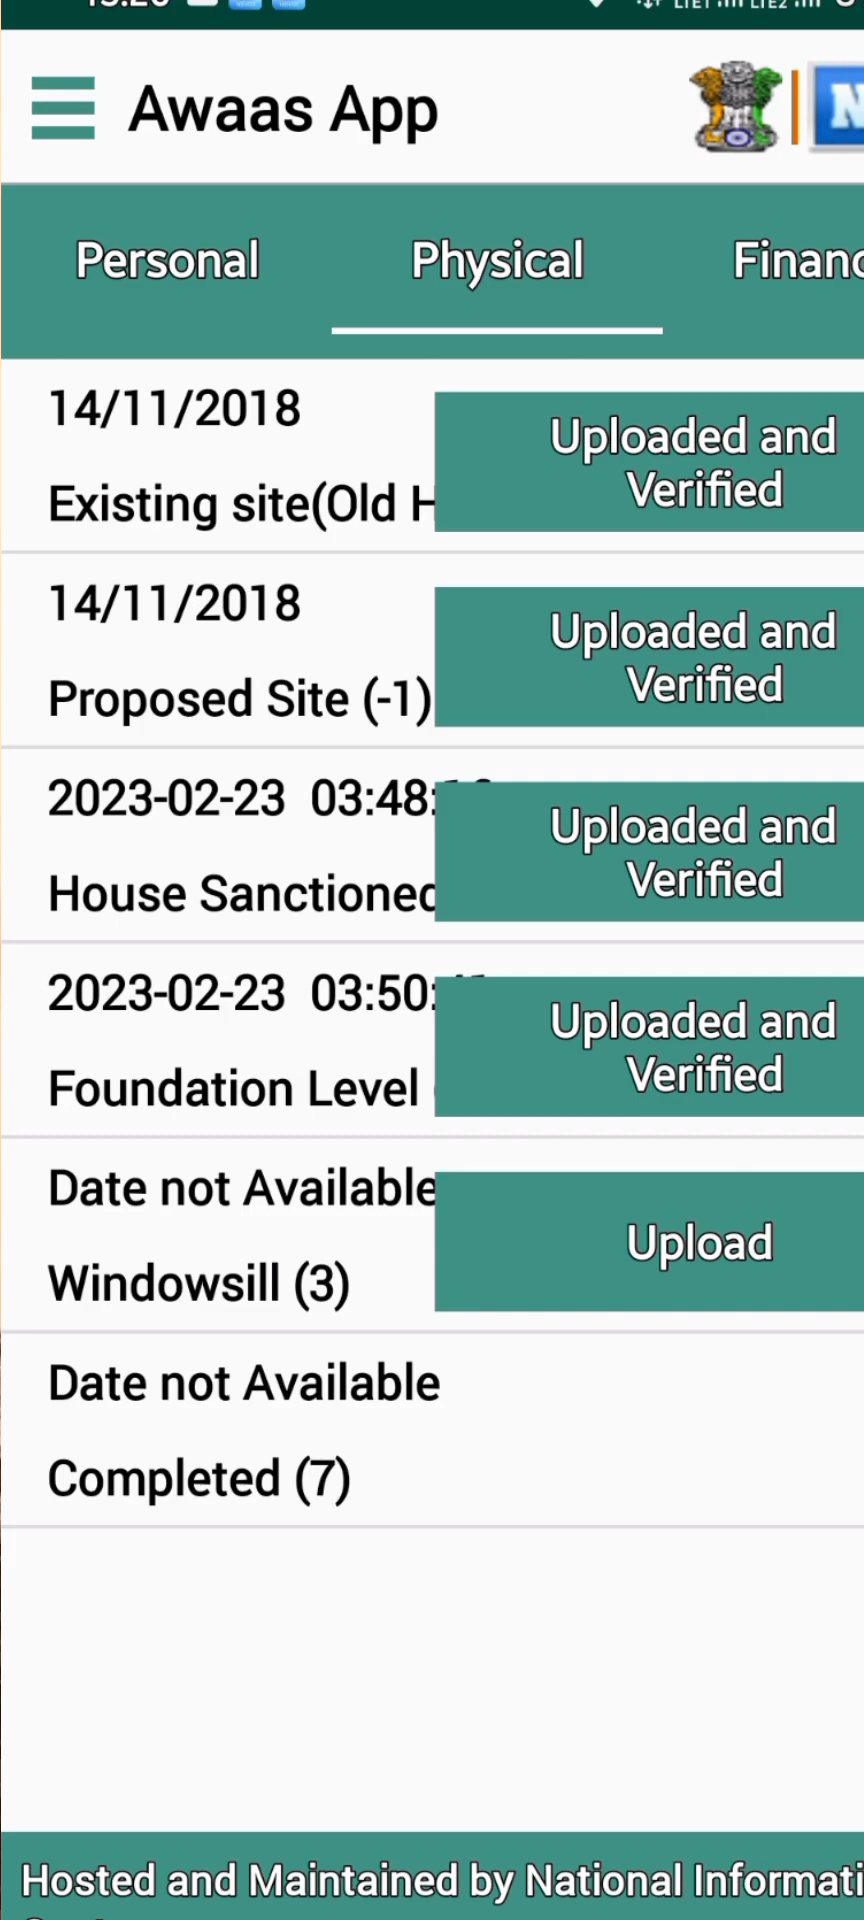 Awaas App
Personal Physical
14/11/2018
Uploaded and
Verified
Existing site(Old
14/11/2018
Uploaded and
Verified
Proposed Site (-1)
2023-02-23 03:48:
Uploaded and
Verified
House Sanctioned
2023-02-23 03:50:
Uploaded and
Verified
Foundation Level
Date not Available
Upload
Windowsill (3)
Date not Available
Completed (7)
Hosted and Maintained by National